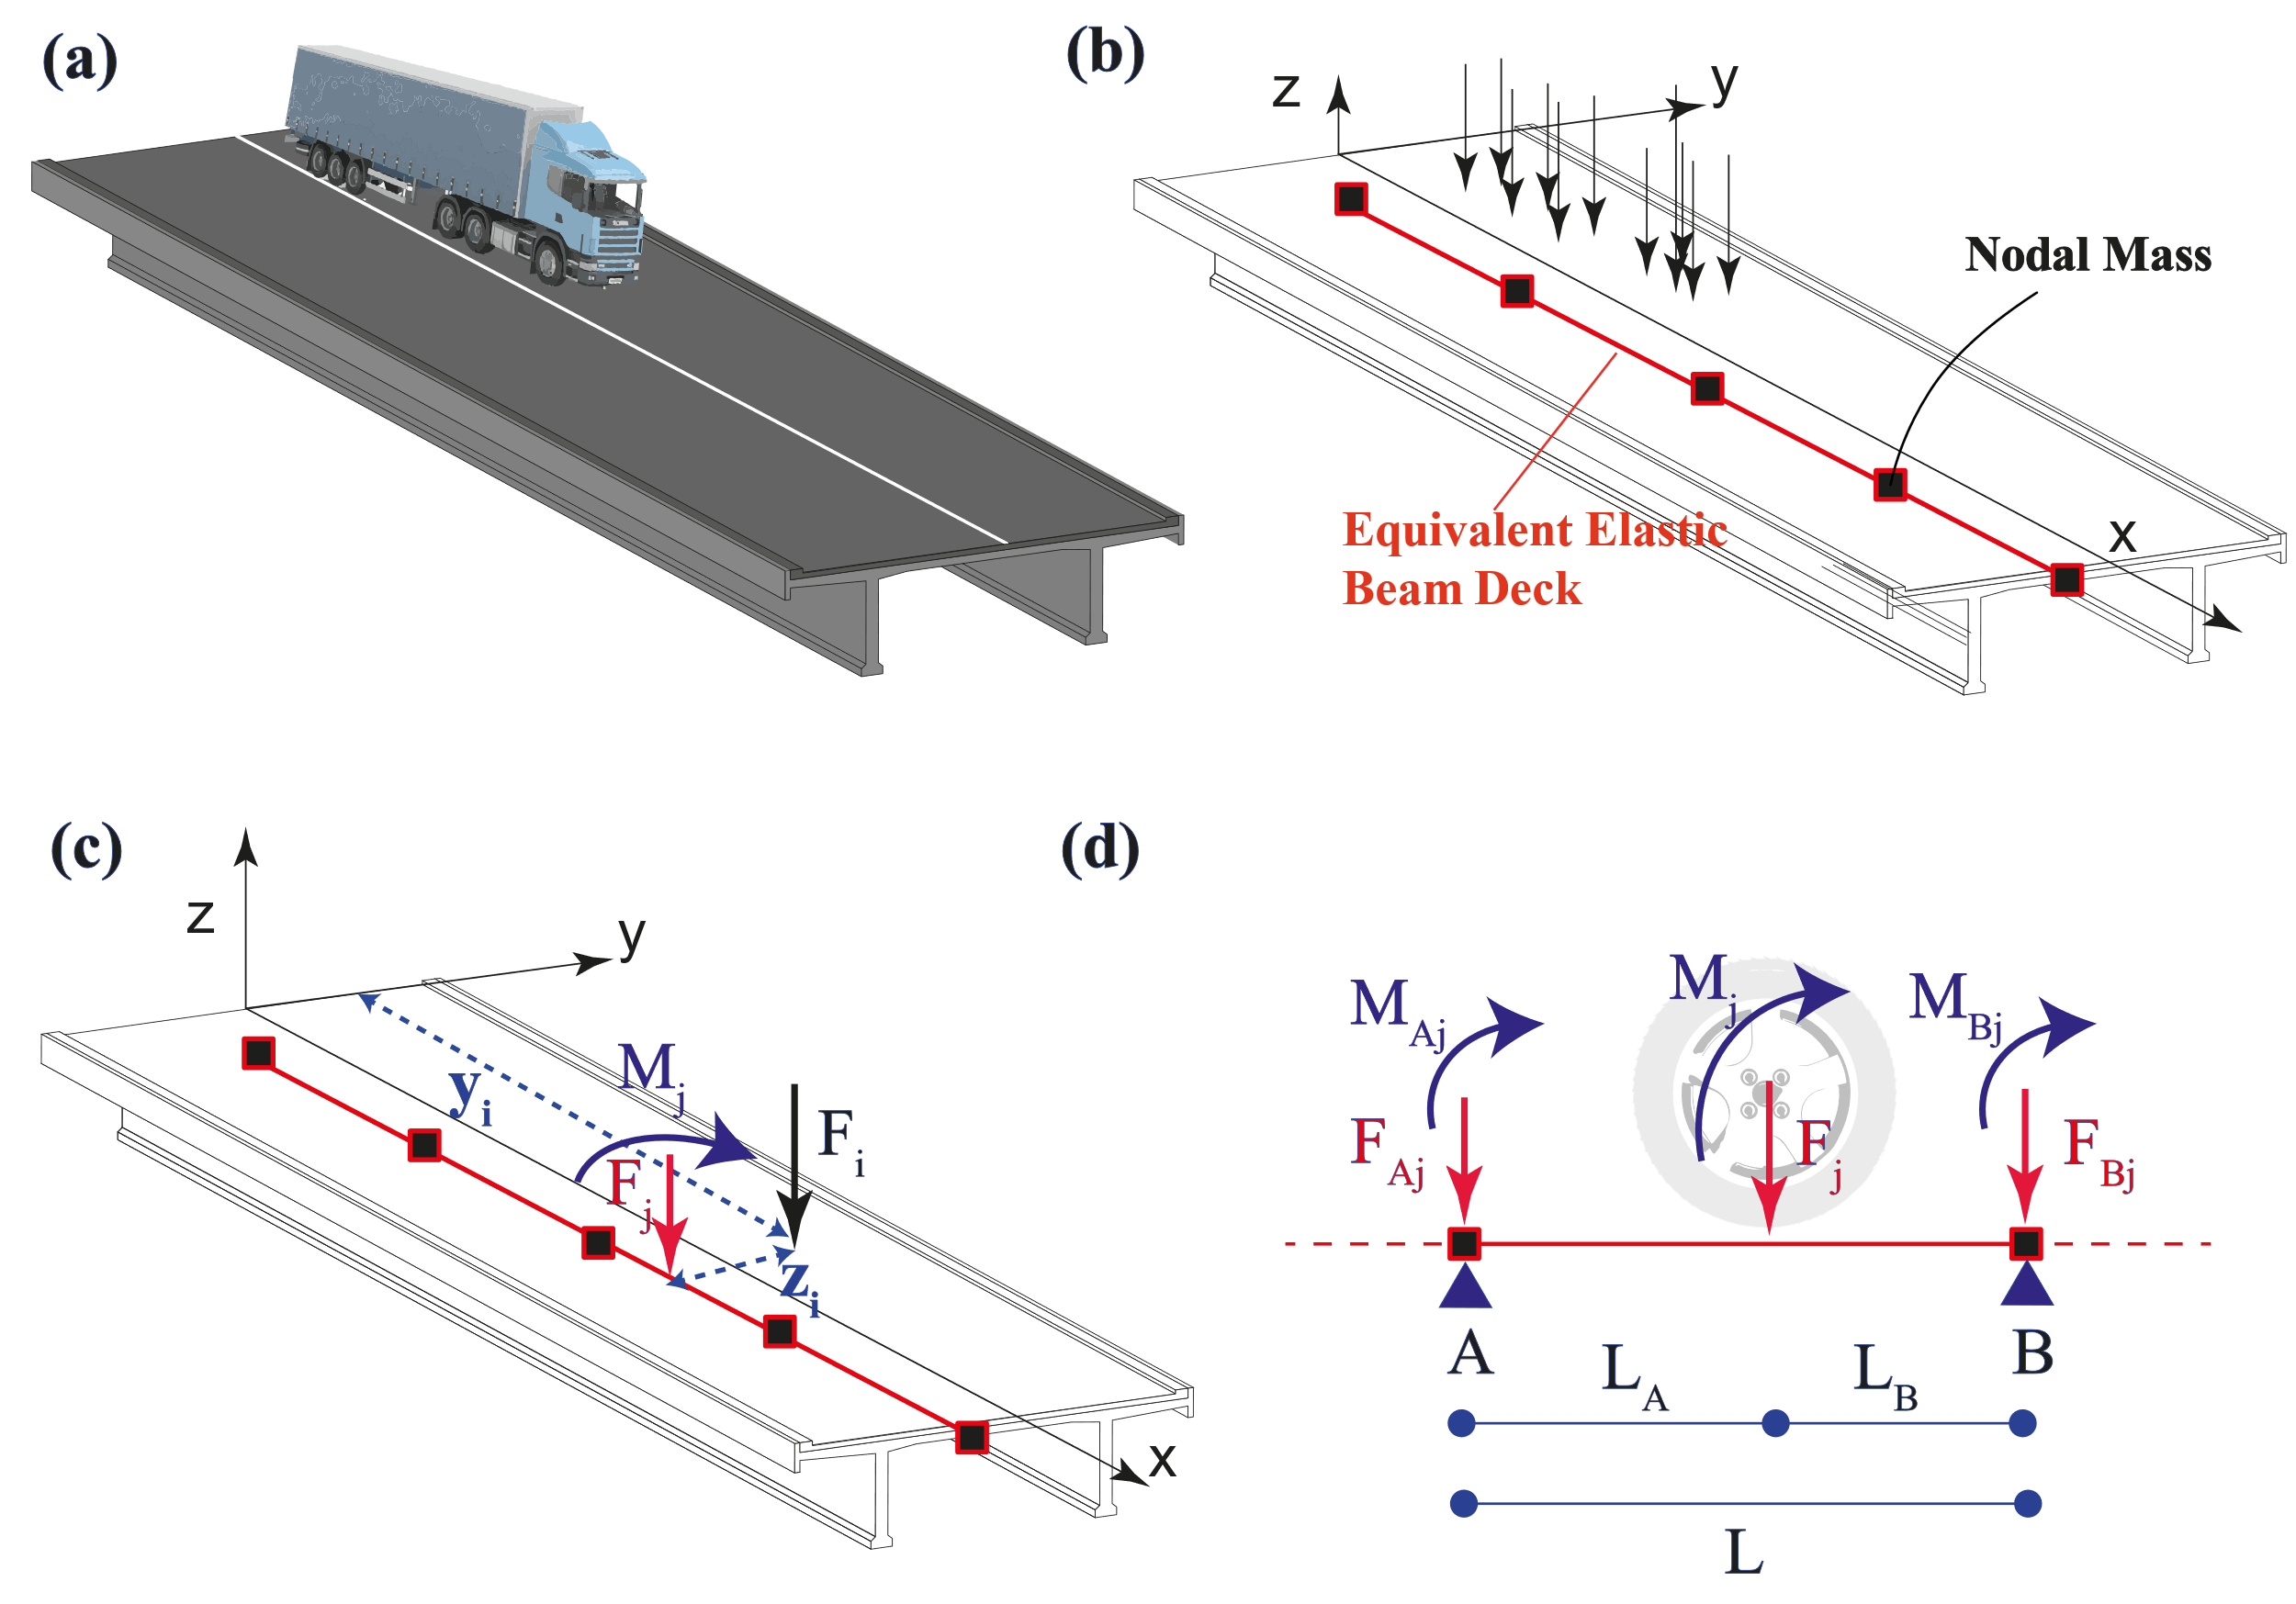 (a)
(b)
z
y
Nodal Mass
Equivalent Elastic
Beam Deck
x
(c)
z
y
yi
Mj
Fj
Fi
zi
x
(d)
MAj
Mj
MBj
FAj
Fj
FBj
A
B
LA
LB
L